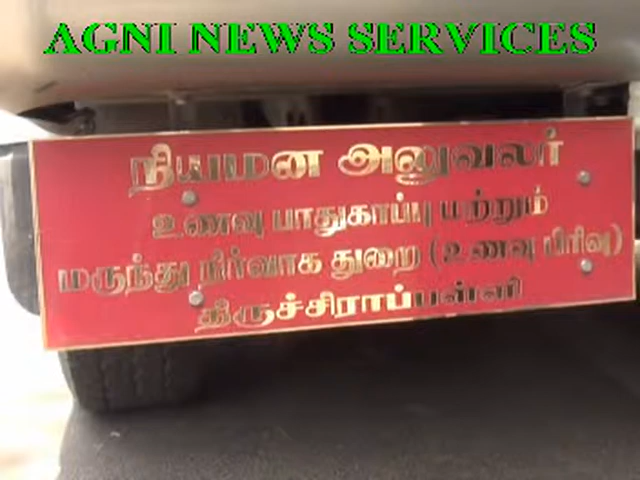 AGNI NEWS SERVICES
நியமன அலுவலர்
உணவு பாதுகாப்பு மற்றும்
மருந்து நிர்வாக துறை (உணவு பிரிவு)
திருச்சிராப்பள்ளி